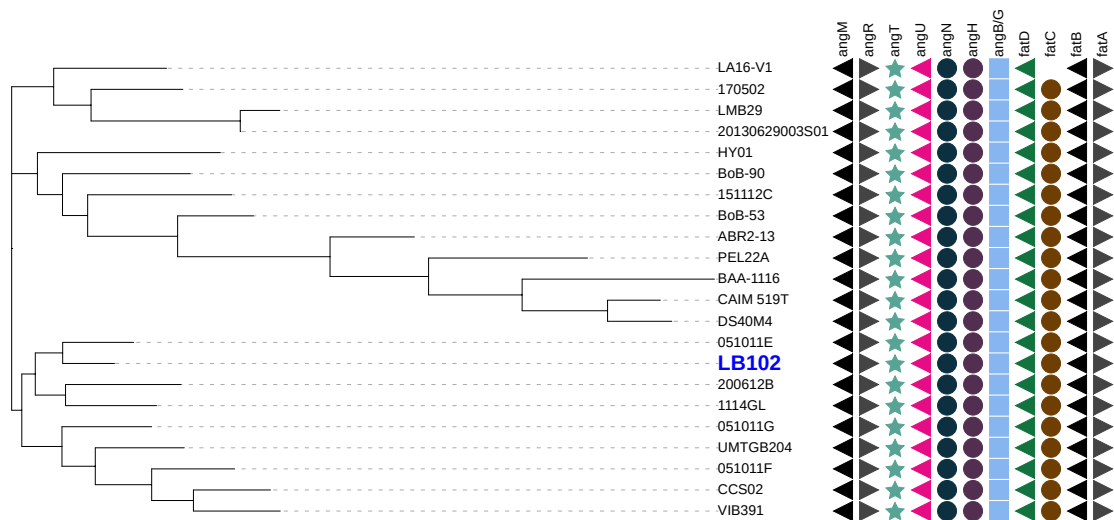 angM
angR
angT
angU
angN
angH
angB/G
fatD
fatC
fatB
fatA
LA16-V1
170502
LMB29
20130629003S01
HY01
BoB-90
151112C
BoB-53
ABR2-13
PEL22A
BAA-1116
CAIM 519T
DS40M4
051011E
LB102
200612B
1114GL
051011G
UMTGB204
051011F
CCS02
VIB391